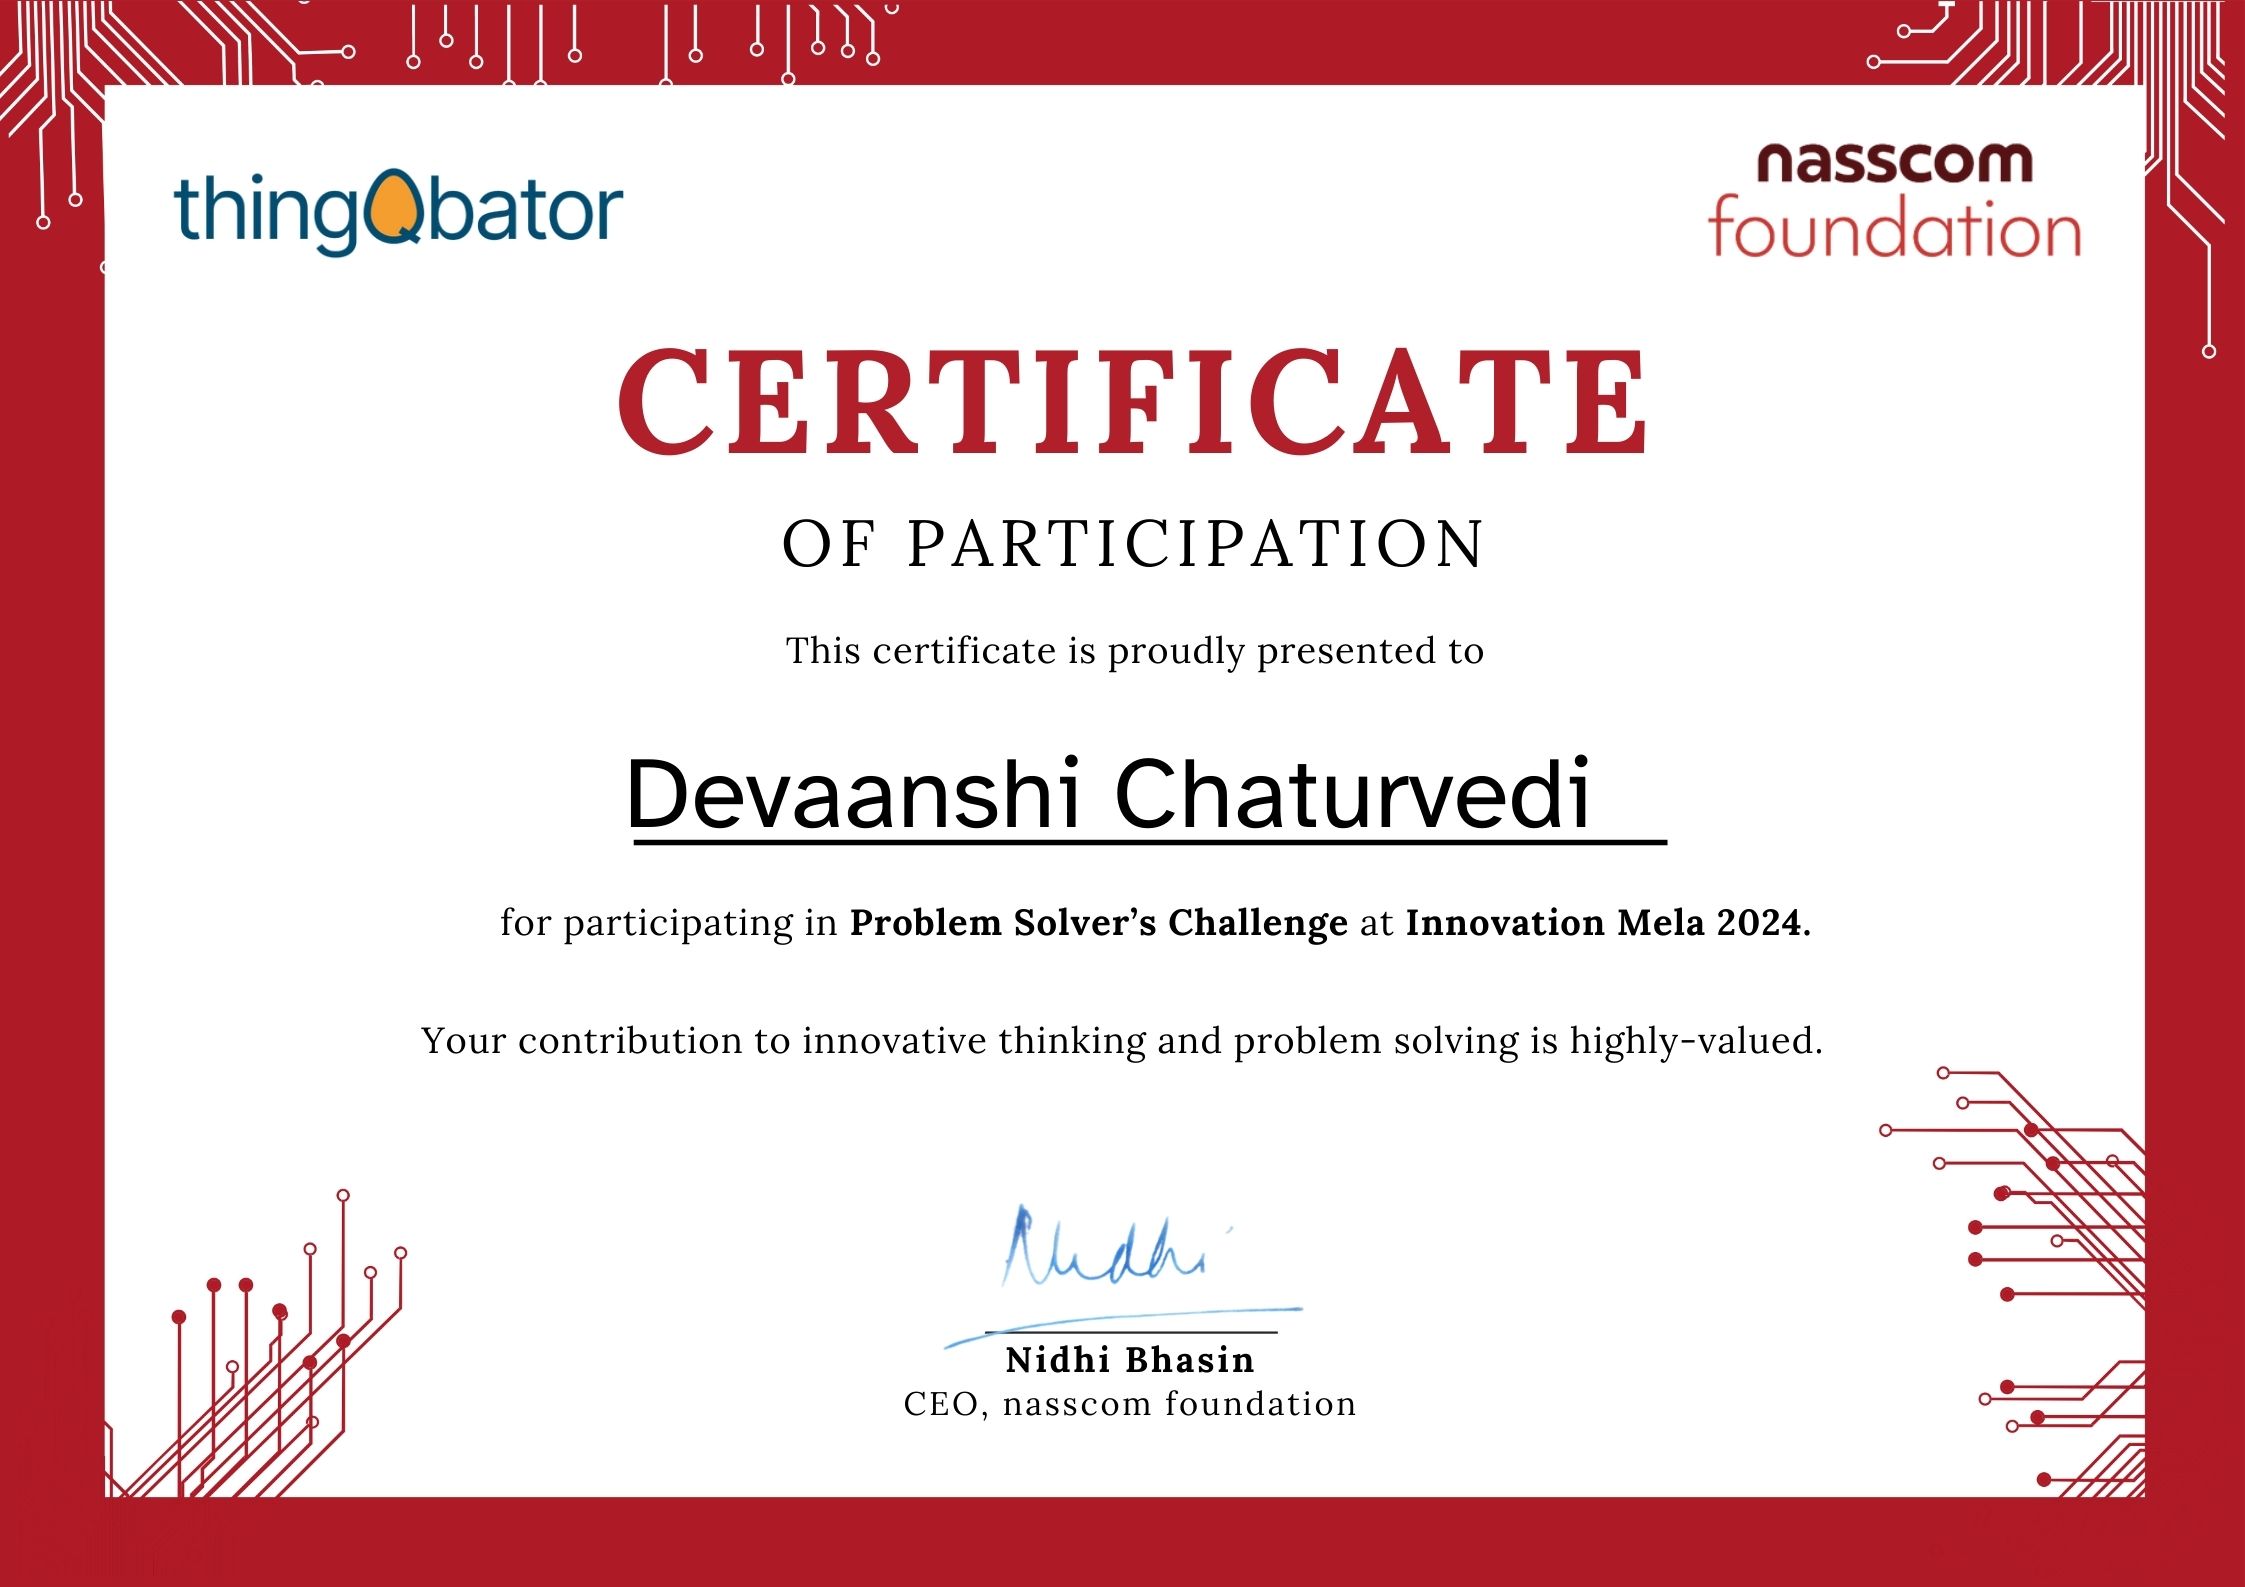 thingQbator
nasscom
foundation
CERTIFICATE
OF PARTICIPATION
This certificate is proudly presented to
Devaanshi Chaturvedi
for participating in Problem Solver’s Challenge at Innovation Mela 2024.
Your contribution to innovative thinking and problem solving is highly-valued.
Nidhi
Nidhi Bhasin
CEO, nasscom foundation